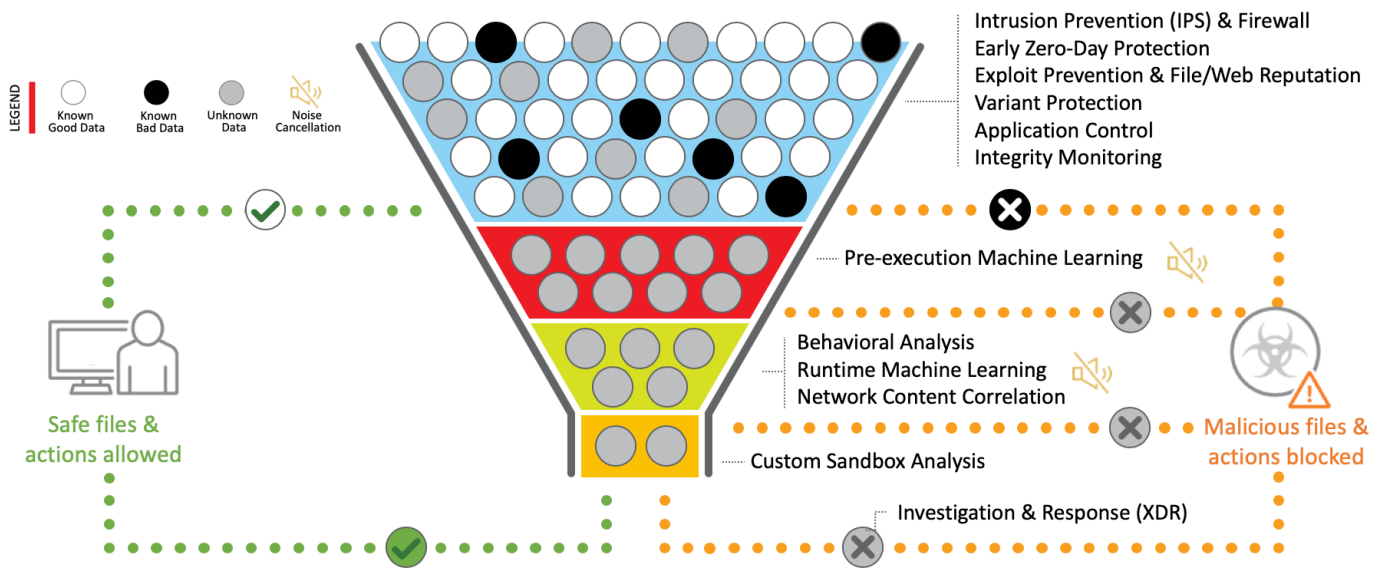 LEGEND
Known
Good Data
Known
Bad Data
Unknown
Data
Noise
Cancellation
Intrusion Prevention (IPS) & Firewall
Early Zero-Day Protection
Exploit Prevention & File/Web Reputation
Variant Protection
Application Control
Integrity Monitoring
Pre-execution Machine Learning
Behavioral Analysis
Runtime Machine Learning
Network Content Correlation
Safe files &
actions allowed
Malicious files &
actions blocked
Custom Sandbox Analysis
Investigation & Response (XDR)